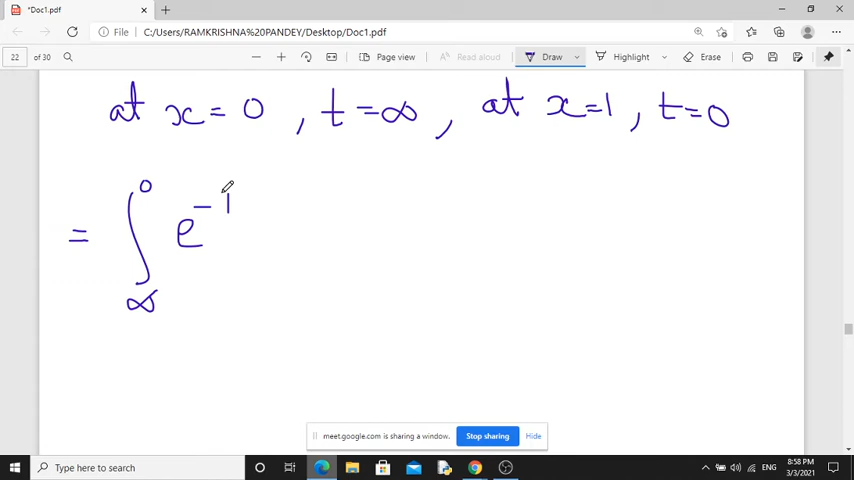 *Doc1.pdf
File C:/Users/RAMKRISHNA%20PANDEY/Desktop/Doc1.pdf
22 of 30 Page view Read aloud Draw Highlight Erase
at x = 0 , t = ∞ , at x = 1 , t = 0
= ∫ 0 ∞ e^-1
meet.google.com is sharing a window. Stop sharing Hide
Type here to search
ENG
8:58 PM
3/3/2021